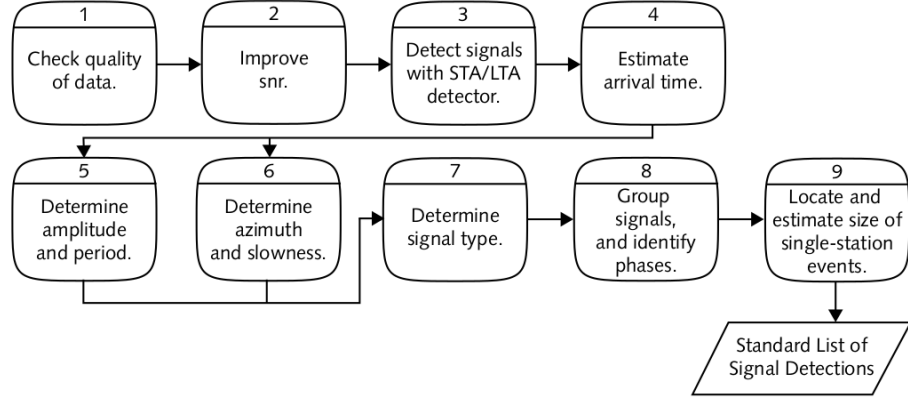 1
Check quality
of data.
2
Improve
snr.
3
Detect signals
with STA/LTA
detector.
4
Estimate
arrival time.
5
Determine
amplitude
and period.
6
Determine
azimuth
and slowness.
7
Determine
signal type.
8
Group
signals,
and identify
phases.
9
Locate and
estimate size of
single-station
events.
Standard List of
Signal Detections